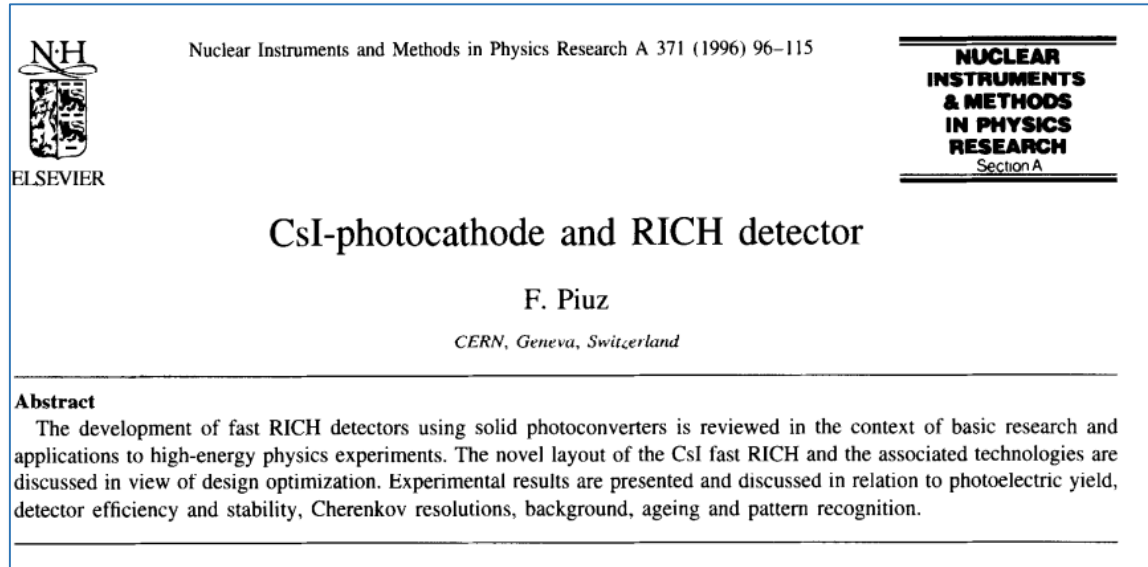 N·H
ELSEVIER
Nuclear Instruments and Methods in Physics Research A 371 (1996) 96–115
NUCLEAR
INSTRUMENTS
& METHODS
IN PHYSICS
RESEARCH
Section A
CsI-photocathode and RICH detector
F. Piuz
CERN, Geneva, Switzerland
Abstract
The development of fast RICH detectors using solid photoconverters is reviewed in the context of basic research and
applications to high-energy physics experiments. The novel layout of the CsI fast RICH and the associated technologies are
discussed in view of design optimization. Experimental results are presented and discussed in relation to photoelectric yield,
detector efficiency and stability, Cherenkov resolutions, background, ageing and pattern recognition.